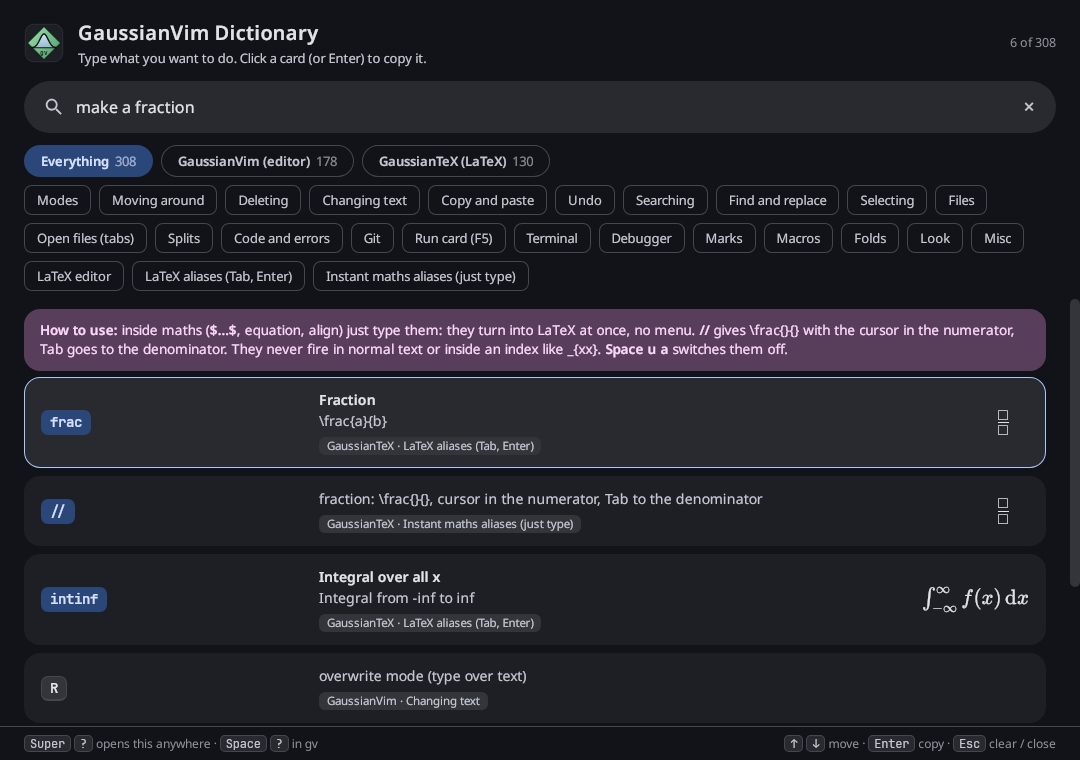 GaussianVim Dictionary
Type what you want to do. Click a card (or Enter) to copy it.
6 of 308
make a fraction
×
Everything 308 GaussianVim (editor) 178 GaussianTeX (LaTeX) 130
Modes Moving around Deleting Changing text Copy and paste Undo Searching Find and replace Selecting Files
Open files (tabs) Splits Code and errors Git Run card (F5) Terminal Debugger Marks Macros Folds Look Misc
LaTeX editor LaTeX aliases (Tab, Enter) Instant maths aliases (just type)
How to use: inside maths ($...$, equation, align) just type them: they turn into LaTeX at once, no menu. // gives \frac{}{} with the cursor in the numerator,
Tab goes to the denominator. They never fire in normal text or inside an index like _{xx}. Space u a switches them off.
frac
Fraction
\frac{a}{b}
GaussianTeX · LaTeX aliases (Tab, Enter)
□/□
//
fraction: \frac{}{}, cursor in the numerator, Tab to the denominator
GaussianTeX · Instant maths aliases (just type)
□/□
intinf
Integral over all x
Integral from -inf to inf
GaussianTeX · LaTeX aliases (Tab, Enter)
∫_{-∞}^{∞} f(x) dx
R
overwrite mode (type over text)
GaussianVim · Changing text
Super ? opens this anywhere · Space ? in gv
↑ ↓ move · Enter copy · Esc clear / close